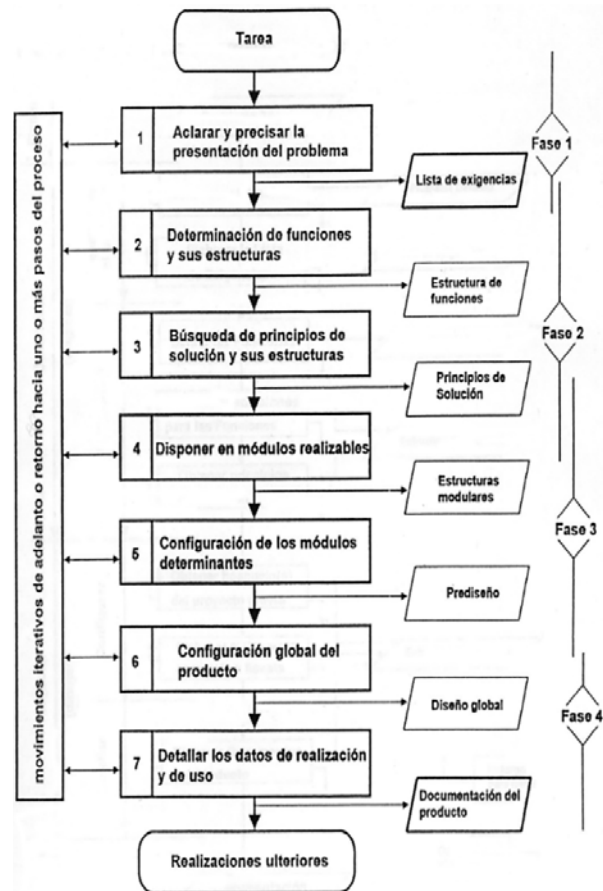 Tarea
movimientos iterativos de adelanto o retorno hacia uno o más pasos del proceso
1
Aclarar y precisar la
presentación del problema
Lista de exigencias
Fase 1
2
Determinación de funciones
y sus estructuras
Estructura de
funciones
Fase 2
3
Búsqueda de principios de
solución y sus estructuras
Principios de
Solución
4
Disponer en módulos realizables
Estructuras
modulares
Fase 3
5
Configuración de los módulos
determinantes
Prediseño
6
Configuración global del
producto
Diseño global
Fase 4
7
Detallar los datos de realización
y de uso
Documentación del
producto
Realizaciones ulteriores